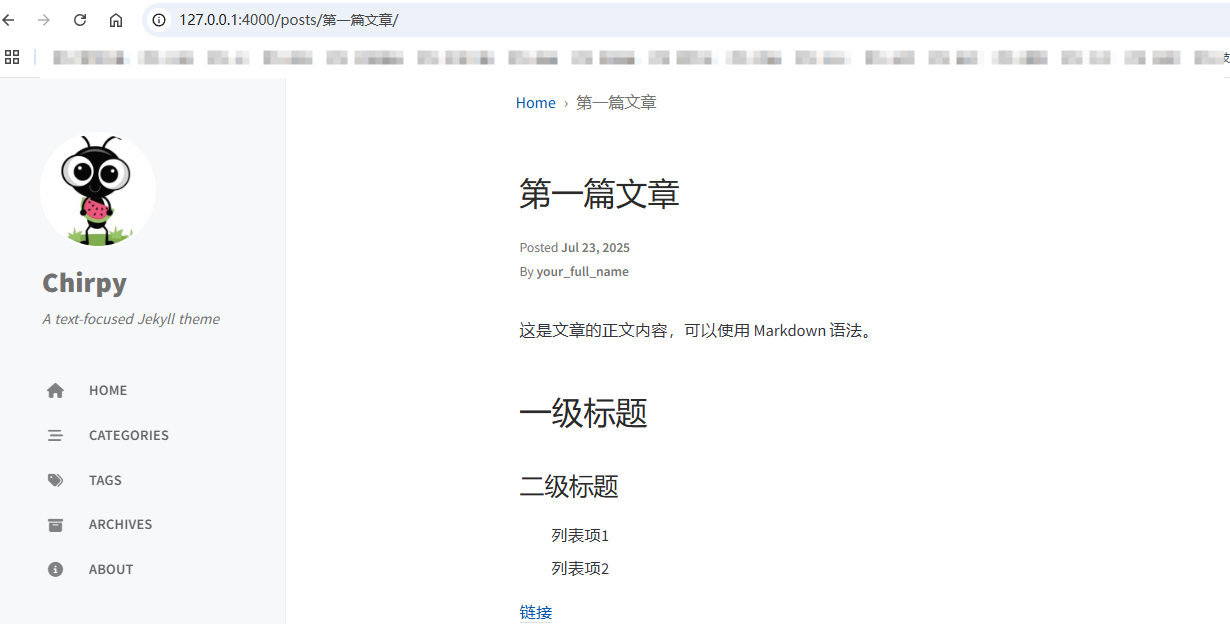 127.0.0.1:4000/posts/第一篇文章/
Home › 第一篇文章
Chirpy
A text-focused Jekyll theme
HOME
CATEGORIES
TAGS
ARCHIVES
ABOUT
第一篇文章
Posted Jul 23, 2025
By your_full_name
这是文章的正文内容，可以使用 Markdown 语法。
一级标题
二级标题
列表项1
列表项2
链接